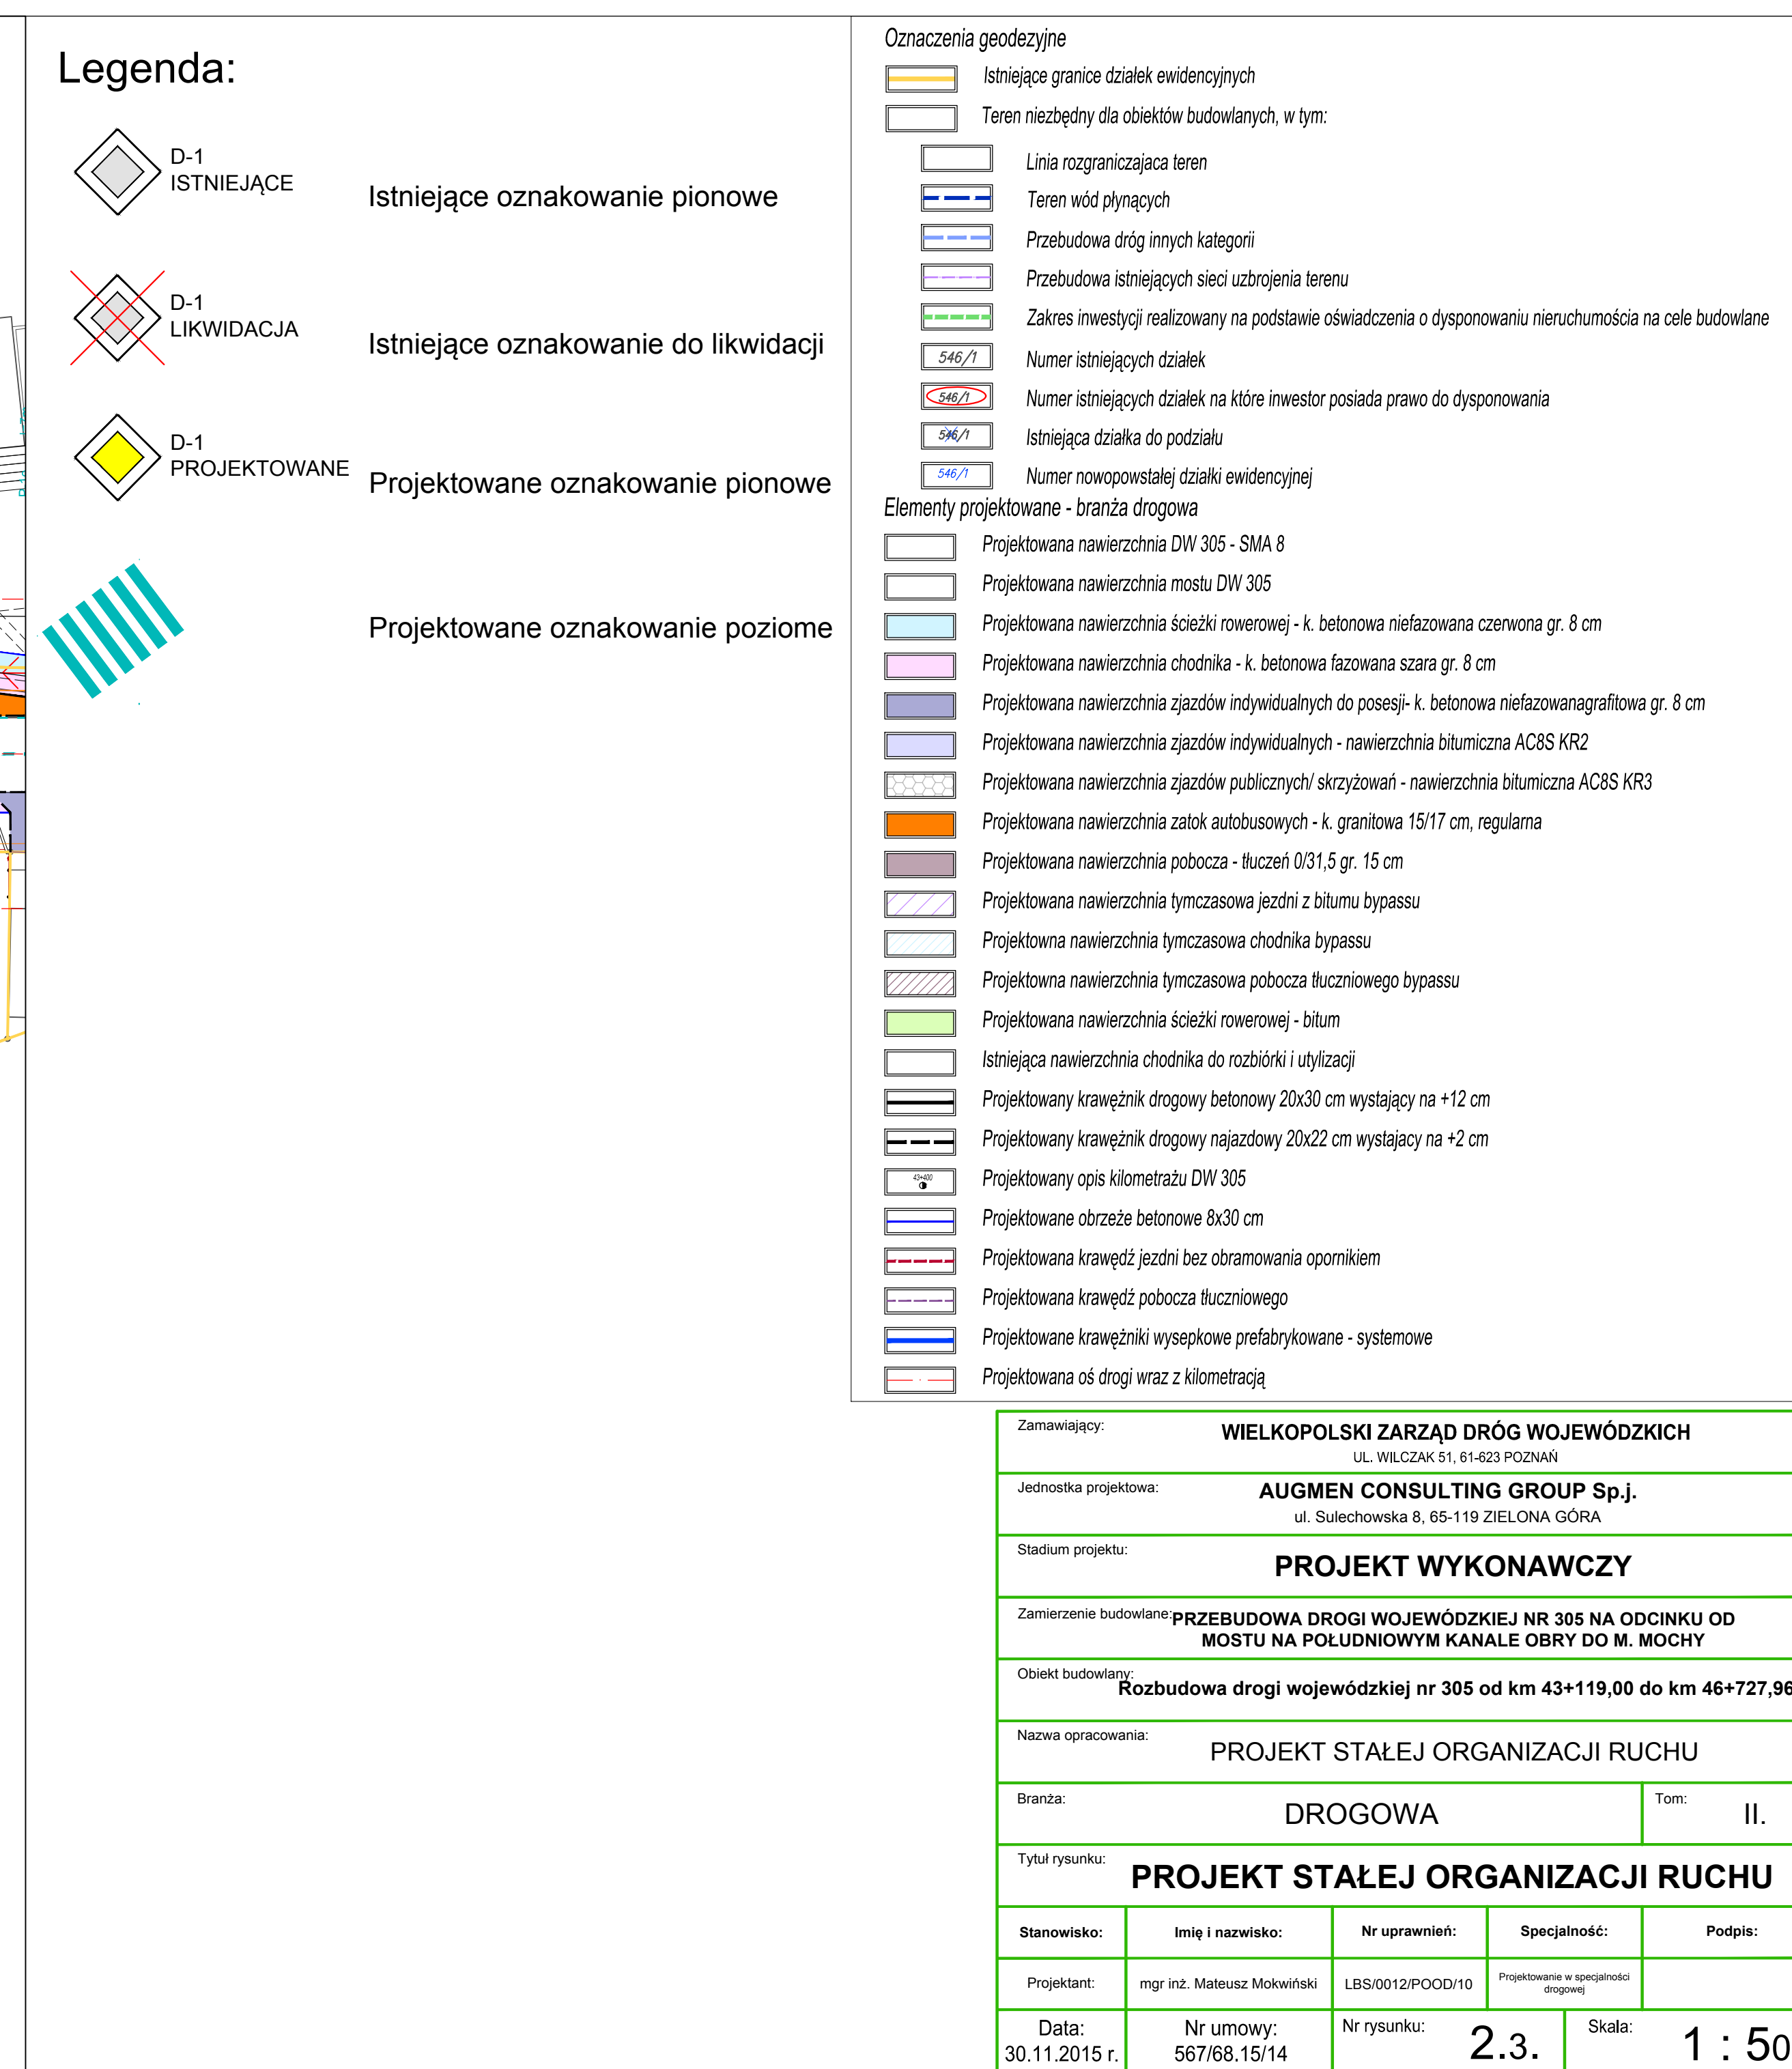 Legenda:
D-1
ISTNIEJĄCE
Istniejące oznakowanie pionowe
D-1
LIKWIDACJA
Istniejące oznakowanie do likwidacji
D-1
PROJEKTOWANE
Projektowane oznakowanie pionowe
Projektowane oznakowanie poziome
Oznaczenia geodezyjne
Istniejące granice działek ewidencyjnych
Teren niezbędny dla obiektów budowlanych, w tym:
Linia rozgraniczajaca teren
Teren wód płynących
Przebudowa dróg innych kategorii
Przebudowa istniejących sieci uzbrojenia terenu
Zakres inwestycji realizowany na podstawie oświadczenia o dysponowaniu nieruchumościa na cele budowlane
546/1 Numer istniejących działek
546/1 Numer istniejących działek na które inwestor posiada prawo do dysponowania
546/1 Istniejąca działka do podziału
546/1 Numer nowopowstałej działki ewidencyjnej
Elementy projektowane - branża drogowa
Projektowana nawierzchnia DW 305 - SMA 8
Projektowana nawierzchnia mostu DW 305
Projektowana nawierzchnia ścieżki rowerowej - k. betonowa niefazowana czerwona gr. 8 cm
Projektowana nawierzchnia chodnika - k. betonowa fazowana szara gr. 8 cm
Projektowana nawierzchnia zjazdów indywidualnych do posesji- k. betonowa niefazowanagrafitowa gr. 8 cm
Projektowana nawierzchnia zjazdów indywidualnych - nawierzchnia bitumiczna AC8S KR2
Projektowana nawierzchnia zjazdów publicznych/ skrzyżowań - nawierzchnia bitumiczna AC8S KR3
Projektowana nawierzchnia zatok autobusowych - k. granitowa 15/17 cm, regularna
Projektowana nawierzchnia pobocza - tłuczeń 0/31,5 gr. 15 cm
Projektowana nawierzchnia tymczasowa jezdni z bitumu bypassu
Projektowna nawierzchnia tymczasowa chodnika bypassu
Projektowna nawierzchnia tymczasowa pobocza tłuczniowego bypassu
Projektowana nawierzchnia ścieżki rowerowej - bitum
Istniejąca nawierzchnia chodnika do rozbiórki i utylizacji
Projektowany krawężnik drogowy betonowy 20x30 cm wystający na +12 cm
Projektowany krawężnik drogowy najazdowy 20x22 cm wystajacy na +2 cm
43+400 Projektowany opis kilometrażu DW 305
Projektowane obrzeże betonowe 8x30 cm
Projektowana krawędź jezdni bez obramowania opornikiem
Projektowana krawędź pobocza tłuczniowego
Projektowane krawężniki wysepkowe prefabrykowane - systemowe
Projektowana oś drogi wraz z kilometracją
Zamawiający: WIELKOPOLSKI ZARZĄD DRÓG WOJEWÓDZKICH
UL. WILCZAK 51, 61-623 POZNAŃ
Jednostka projektowa: AUGMEN CONSULTING GROUP Sp.j.
ul. Sulechowska 8, 65-119 ZIELONA GÓRA
Stadium projektu: PROJEKT WYKONAWCZY
Zamierzenie budowlane: PRZEBUDOWA DROGI WOJEWÓDZKIEJ NR 305 NA ODCINKU OD
MOSTU NA POŁUDNIOWYM KANALE OBRY DO M. MOCHY
Obiekt budowlany: Rozbudowa drogi wojewódzkiej nr 305 od km 43+119,00 do km 46+727,96
Nazwa opracowania: PROJEKT STAŁEJ ORGANIZACJI RUCHU
Branża: DROGOWA Tom: II.
Tytuł rysunku: PROJEKT STAŁEJ ORGANIZACJI RUCHU
Stanowisko: Imię i nazwisko: Nr uprawnień: Specjalność: Podpis:
Projektant: mgr inż. Mateusz Mokwiński LBS/0012/POOD/10 Projektowanie w specjalności
drogowej
Data: Nr umowy: Nr rysunku: 2.3. Skala: 1 : 50
30.11.2015 r. 567/68.15/14